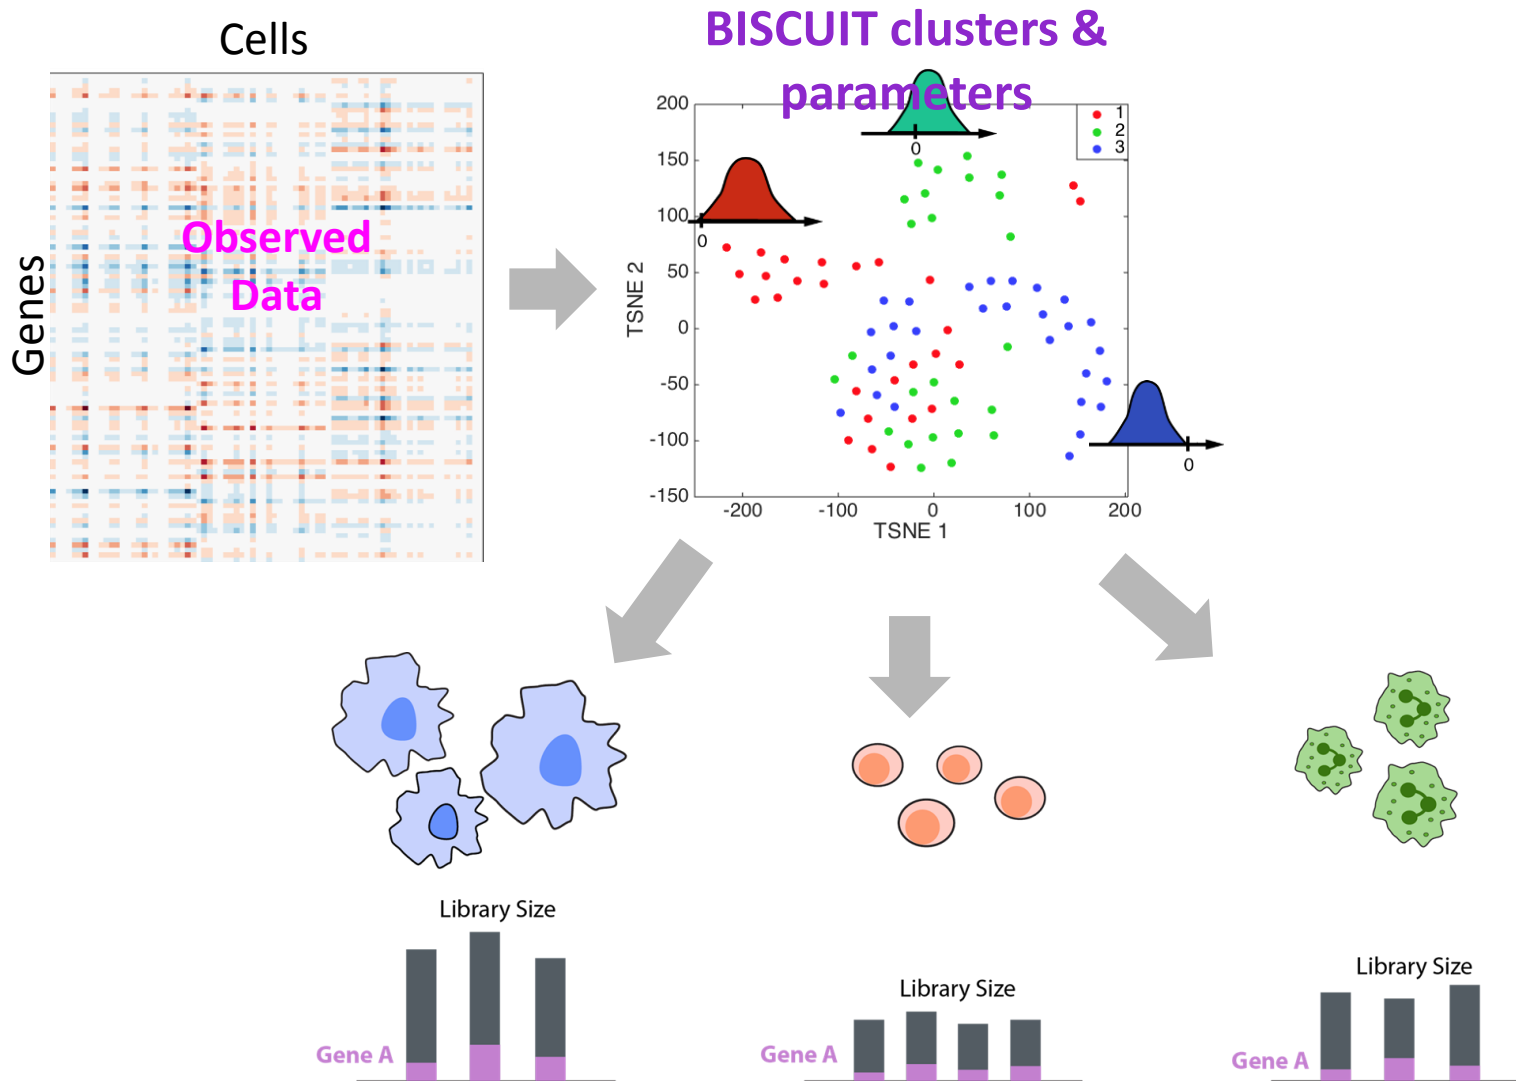 Cells
BISCUIT clusters &
parameters
Genes
Observed
Data
TSNE 2
200
150
100
50
0
-50
-100
-150
-200
-100
0
100
200
TSNE 1
1
2
3
0
0
0
Library Size
Gene A
Library Size
Gene A
Library Size
Gene A